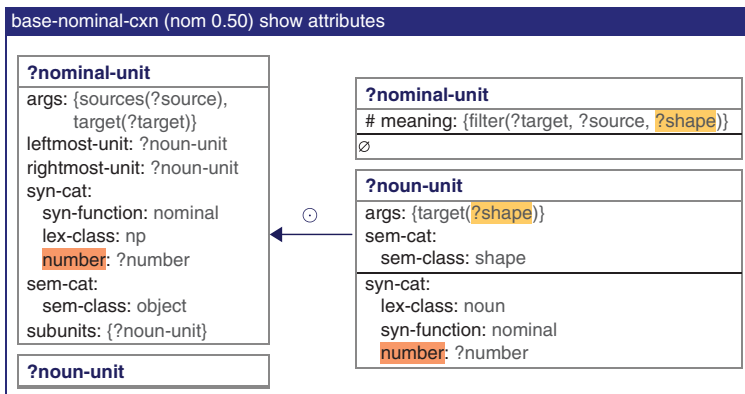 base-nominal-cxn (nom 0.50) show attributes
?nominal-unit
args: {sources(?source),
target(?target)}
leftmost-unit: ?noun-unit
rightmost-unit: ?noun-unit
syn-cat:
syn-function: nominal
lex-class: np
number: ?number
sem-cat:
sem-class: object
subunits: {?noun-unit}
?noun-unit
?nominal-unit
# meaning: {filter(?target, ?source, ?shape)}
∅
?noun-unit
args: {target(?shape)}
sem-cat:
sem-class: shape
syn-cat:
lex-class: noun
syn-function: nominal
number: ?number